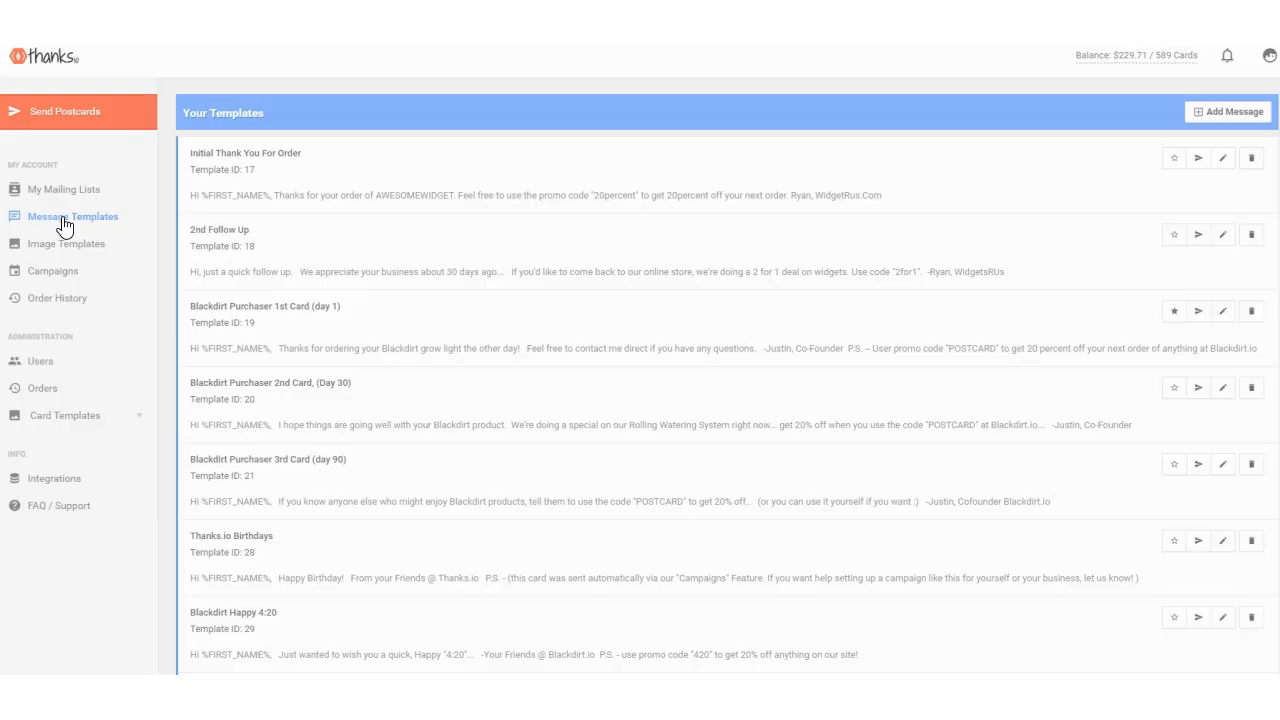 thanks.io
Balance: $229.71 / 589 Cards
Send Postcards
MY ACCOUNT
My Mailing Lists
Message Templates
Image Templates
Campaigns
Order History
ADMINISTRATION
Users
Orders
Card Templates
INFO.
Integrations
FAQ / Support
Your Templates
Add Message
Initial Thank You For Order
Template ID: 17
Hi %FIRST_NAME%, Thanks for your order of AWESOMEWIDGET. Feel free to use the promo code "20percent" to get 20percent off your next order. Ryan, WidgetRus.Com
2nd Follow Up
Template ID: 18
Hi, just a quick follow up. We appreciate your business about 30 days ago... If you'd like to come back to our online store, we're doing a 2 for 1 deal on widgets. Use code "2for1". -Ryan, WidgetsRUs
Blackdirt Purchaser 1st Card (day 1)
Template ID: 19
Hi %FIRST_NAME%, Thanks for ordering your Blackdirt grow light the other day! Feel free to contact me direct if you have any questions. -Justin, Co-Founder P.S. -- User promo code "POSTCARD" to get 20 percent off your next order of anything at Blackdirt.io
Blackdirt Purchaser 2nd Card, (Day 30)
Template ID: 20
Hi %FIRST_NAME%, I hope things are going well with your Blackdirt product. We're doing a special on our Rolling Watering System right now... get 20% off when you use the code "POSTCARD" at Blackdirt.io... -Justin, Co-Founder
Blackdirt Purchaser 3rd Card (day 90)
Template ID: 21
Hi %FIRST_NAME%, If you know anyone else who might enjoy Blackdirt products, tell them to use the code "POSTCARD" to get 20% off.. (or you can use it yourself if you want :) -Justin, Cofounder Blackdirt.io
Thanks.io Birthdays
Template ID: 28
Hi %FIRST_NAME%, Happy Birthday! From your Friends @ Thanks.io P.S. - (this card was sent automatically via our "Campaigns" Feature. If you want help setting up a campaign like this for yourself or your business, let us know! )
Blackdirt Happy 4:20
Template ID: 29
Hi %FIRST_NAME%, Just wanted to wish you a quick, Happy "4:20"... -Your Friends @ Blackdirt.io P.S. - use promo code "420" to get 20% off anything on our site!